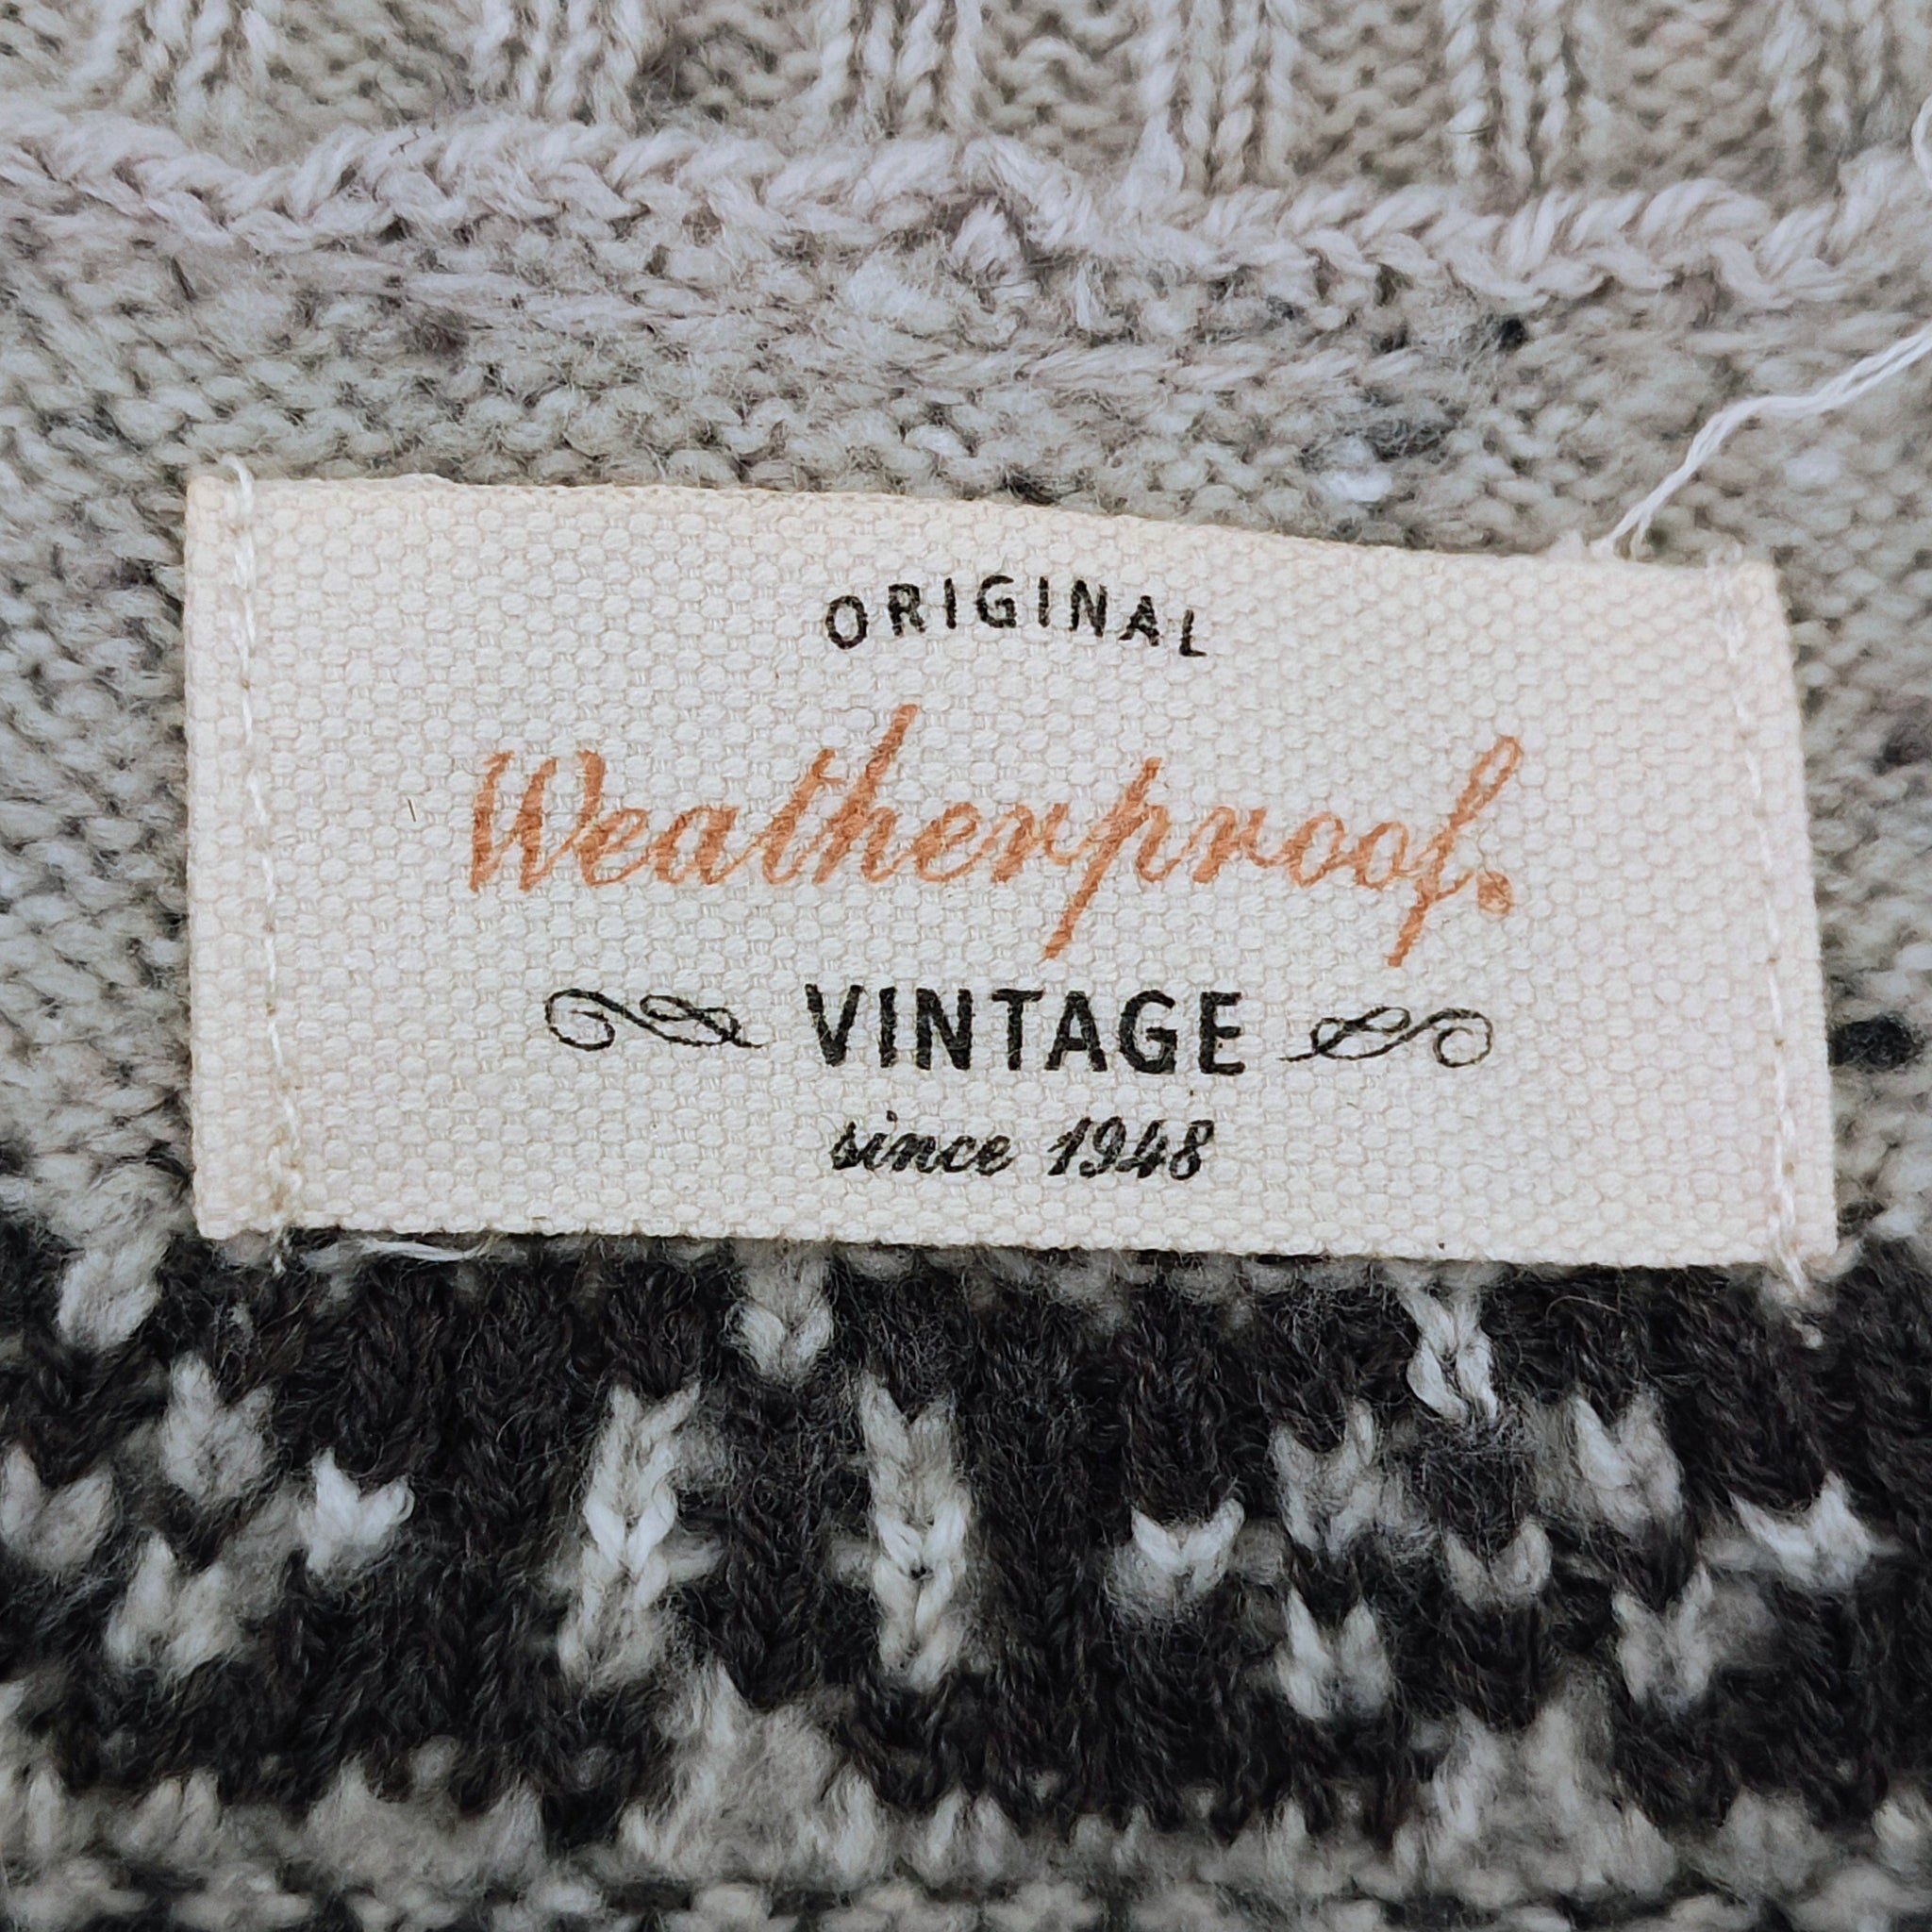 ORIGINAL
Weatherproof®
VINTAGE
since 1948